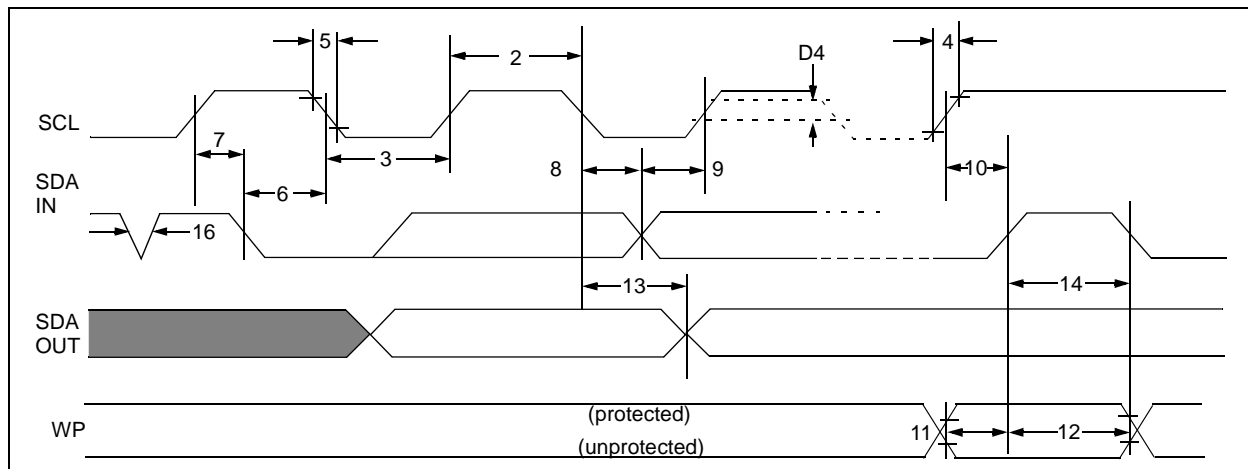 5
2
D4
4
SCL
7
3
8
9
10
SDA
IN
6
16
13
14
SDA
OUT
WP
(protected)
(unprotected)
11
12